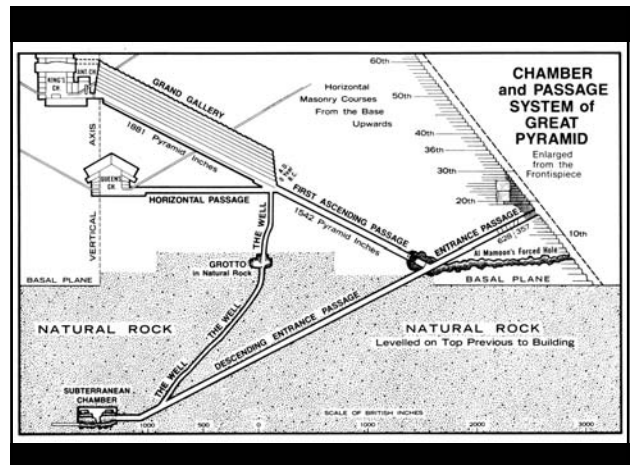 CHAMBER
and PASSAGE
SYSTEM of
GREAT
PYRAMID
Enlarged
from the
Frontispiece
60th
50th
40th
36th
30th
20th
10th
Horizontal
Masonry Courses
From the Base
Upwards
KING'S
CH.
ANT CH.
GRAND GALLERY
1881 Pyramid Inches
AXIS
VERTICAL
QUEEN'S
CH.
HORIZONTAL PASSAGE
FIRST ASCENDING PASSAGE
1542 Pyramid Inches
ENTRANCE PASSAGE
628
357
Al Mamoon's Forced Hole
THE WELL
GROTTO
in Natural Rock
BASAL PLANE
BASAL PLANE
NATURAL ROCK
THE WELL
DESCENDING ENTRANCE PASSAGE
NATURAL ROCK
Levelled on Top Previous to Building
THE WELL
SUBTERRANEAN
CHAMBER
SCALE OF BRITISH INCHES
1000
500
0
1000
2000
3000